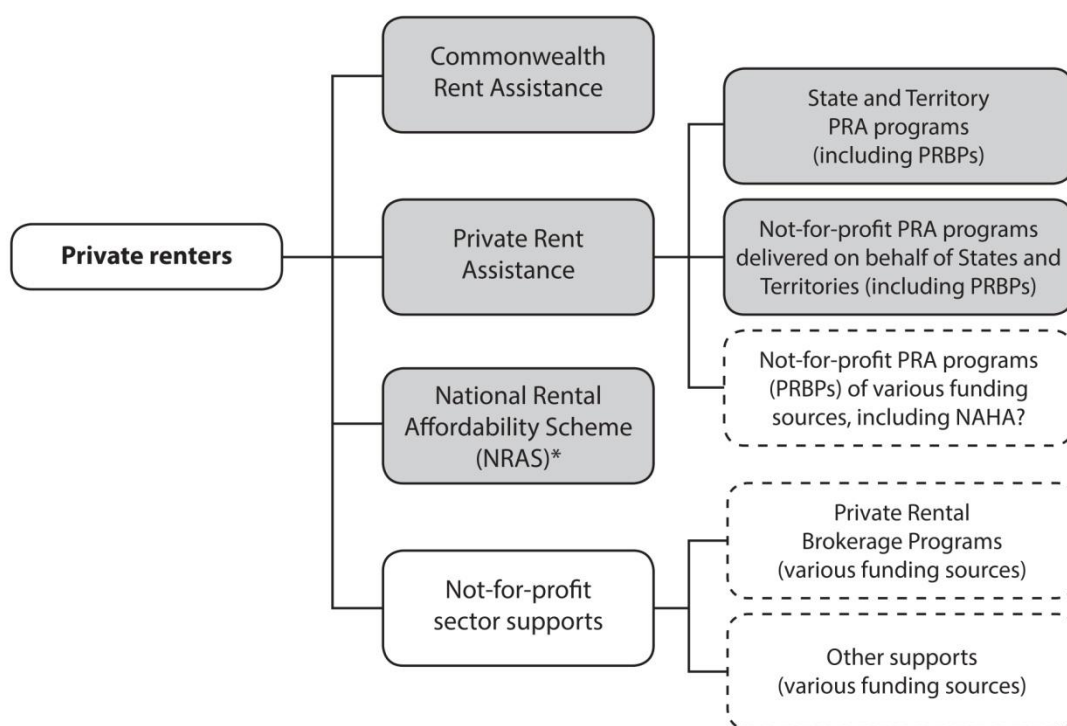 Private renters
Commonwealth
Rent Assistance
Private Rent
Assistance
National Rental
Affordability Scheme
(NRAS)*
Not-for-profit
sector supports
State and Territory
PRA programs
(including PRBPs)
Not-for-profit PRA programs
delivered on behalf of States and
Territories (including PRBPs)
Not-for-profit PRA programs
(PRBPs) of various funding
sources, including NAHA?
Private Rental
Brokerage Programs
(various funding sources)
Other supports
(various funding sources)